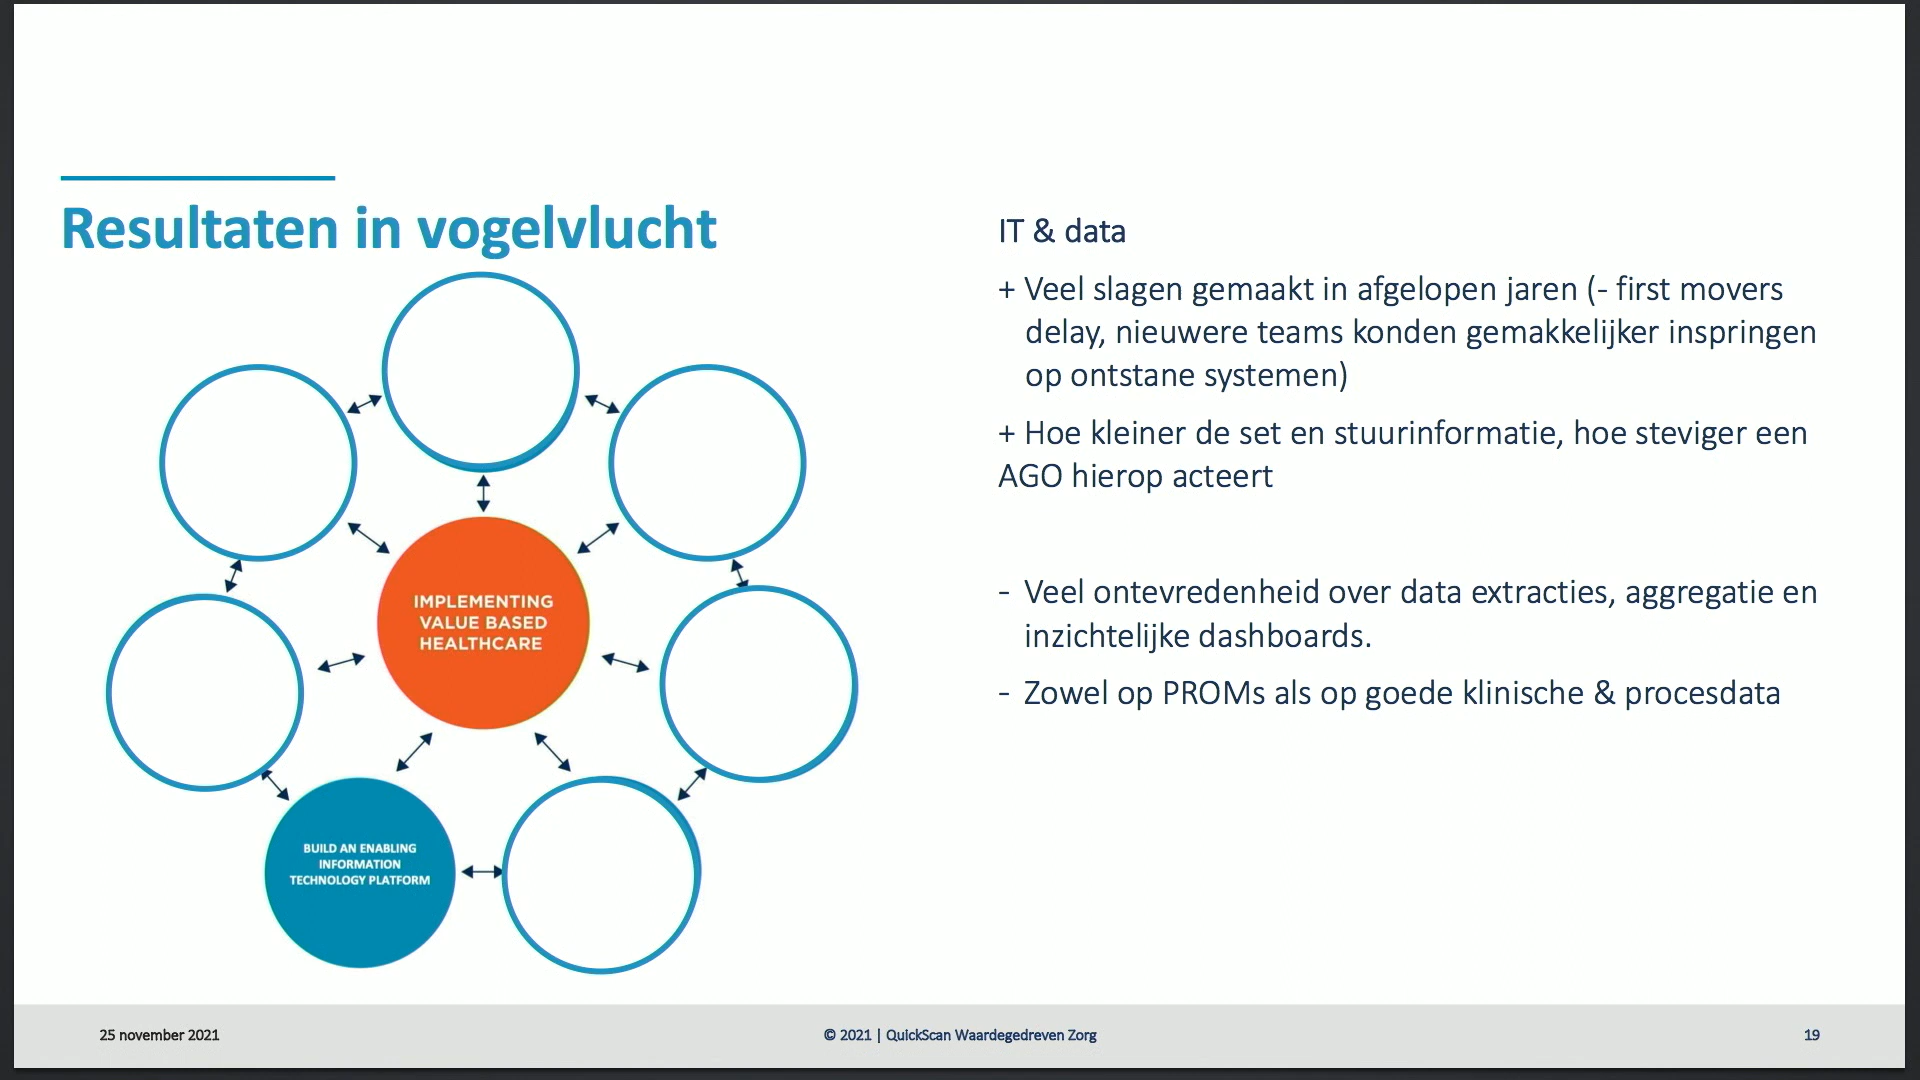 Resultaten in vogelvlucht
IMPLEMENTING
VALUE BASED
HEALTHCARE
BUILD AN ENABLING
INFORMATION
TECHNOLOGY PLATFORM
IT & data
+ Veel slagen gemaakt in afgelopen jaren (- first movers
delay, nieuwere teams konden gemakkelijker inspringen
op ontstane systemen)
+ Hoe kleiner de set en stuurinformatie, hoe steviger een
AGO hierop acteert
- Veel ontevredenheid over data extracties, aggregatie en
inzichtelijke dashboards.
- Zowel op PROMs als op goede klinische & procesdata
25 november 2021
© 2021 | QuickScan Waardegedreven Zorg
19